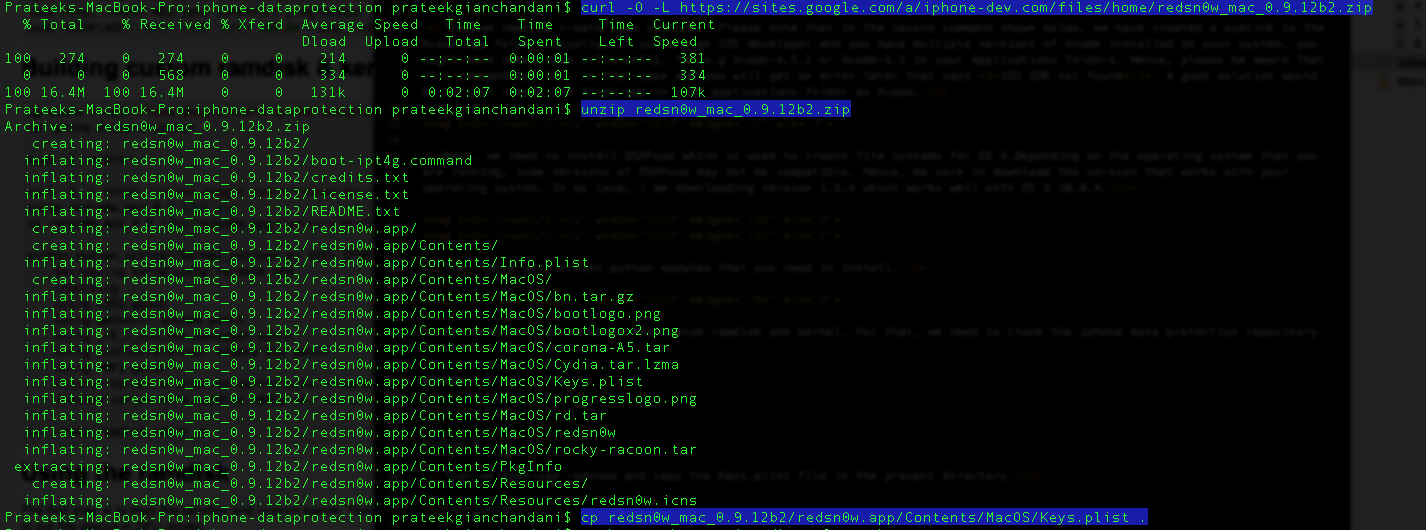 Prateeks-MacBook-Pro:iphone-dataprotection prateekgianchandani$ curl -O -L https://sites.google.com/a/iphone-dev.com/files/home/redsn0w_mac_0.9.12b2.zip
% Total % Received % Xferd Average Speed Time Time Time Current
Dload Upload Total Spent Left Speed
100 274 0 274 0 0 214 0 --:--:-- 0:00:01 --:--:-- 381
0 0 0 568 0 0 334 0 --:--:-- 0:00:01 --:--:-- 334
100 16.4M 100 16.4M 0 0 131k 0 0:02:07 0:02:07 --:--:-- 107k
Prateeks-MacBook-Pro:iphone-dataprotection prateekgianchandani$ unzip redsn0w_mac_0.9.12b2.zip
Archive: redsn0w_mac_0.9.12b2.zip
creating: redsn0w_mac_0.9.12b2/
inflating: redsn0w_mac_0.9.12b2/boot-ipt4g.command
inflating: redsn0w_mac_0.9.12b2/credits.txt
inflating: redsn0w_mac_0.9.12b2/license.txt
inflating: redsn0w_mac_0.9.12b2/README.txt
creating: redsn0w_mac_0.9.12b2/redsn0w.app/
creating: redsn0w_mac_0.9.12b2/redsn0w.app/Contents/
inflating: redsn0w_mac_0.9.12b2/redsn0w.app/Contents/Info.plist
creating: redsn0w_mac_0.9.12b2/redsn0w.app/Contents/MacOS/
inflating: redsn0w_mac_0.9.12b2/redsn0w.app/Contents/MacOS/bn.tar.gz
inflating: redsn0w_mac_0.9.12b2/redsn0w.app/Contents/MacOS/bootlogo.png
inflating: redsn0w_mac_0.9.12b2/redsn0w.app/Contents/MacOS/bootlogox2.png
inflating: redsn0w_mac_0.9.12b2/redsn0w.app/Contents/MacOS/corona-A5.tar
inflating: redsn0w_mac_0.9.12b2/redsn0w.app/Contents/MacOS/Cydia.tar.lzma
inflating: redsn0w_mac_0.9.12b2/redsn0w.app/Contents/MacOS/Keys.plist
inflating: redsn0w_mac_0.9.12b2/redsn0w.app/Contents/MacOS/progresslogo.png
inflating: redsn0w_mac_0.9.12b2/redsn0w.app/Contents/MacOS/rd.tar
inflating: redsn0w_mac_0.9.12b2/redsn0w.app/Contents/MacOS/redsn0w
inflating: redsn0w_mac_0.9.12b2/redsn0w.app/Contents/MacOS/rocky-racoon.tar
extracting: redsn0w_mac_0.9.12b2/redsn0w.app/Contents/PkgInfo
creating: redsn0w_mac_0.9.12b2/redsn0w.app/Contents/Resources/
inflating: redsn0w_mac_0.9.12b2/redsn0w.app/Contents/Resources/redsn0w.icns
Prateeks-MacBook-Pro:iphone-dataprotection prateekgianchandani$ cp redsn0w_mac_0.9.12b2/redsn0w.app/Contents/MacOS/Keys.plist .